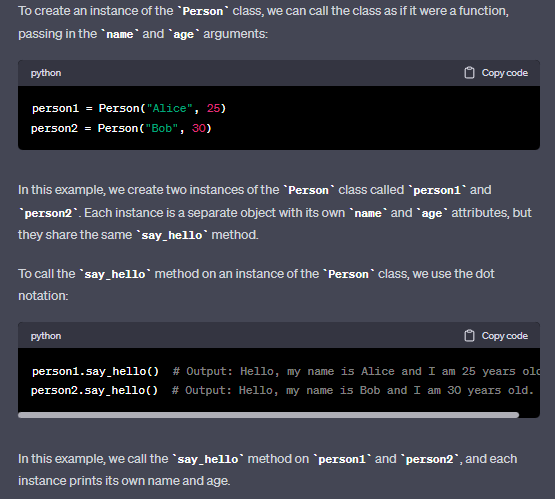 To create an instance of the `Person` class, we can call the class as if it were a function,
passing in the `name` and `age` arguments:
python
Copy code
person1 = Person("Alice", 25)
person2 = Person("Bob", 30)
In this example, we create two instances of the `Person` class called `person1` and
`person2`. Each instance is a separate object with its own `name` and `age` attributes, but
they share the same `say_hello` method.
To call the `say_hello` method on an instance of the `Person` class, we use the dot
notation:
python
Copy code
person1.say_hello()  # Output: Hello, my name is Alice and I am 25 years old
person2.say_hello()  # Output: Hello, my name is Bob and I am 30 years old.
In this example, we call the `say_hello` method on `person1` and `person2`, and each
instance prints its own name and age.